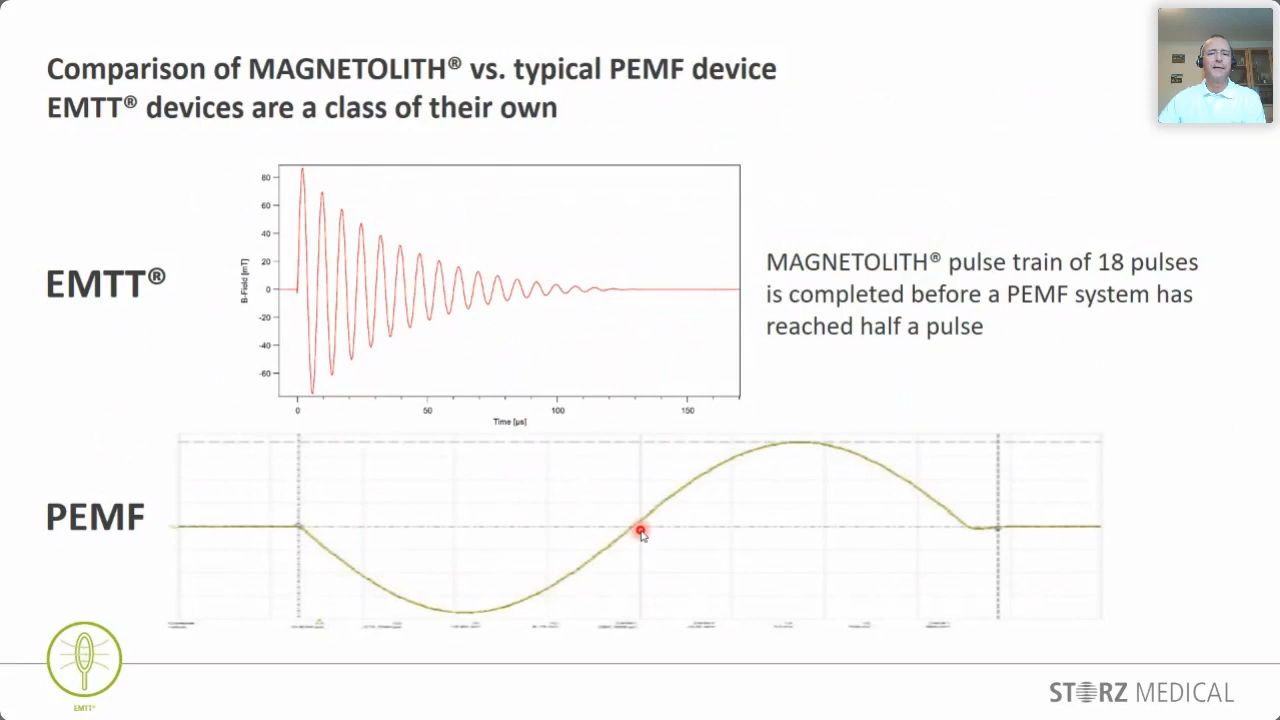 Comparison of MAGNETOLITH® vs. typical PEMF device
EMTT® devices are a class of their own
EMTT®
B-Field [mT]
80
60
40
20
0
-20
-40
-60
0
50
100
150
Time [µs]
MAGNETOLITH® pulse train of 18 pulses
is completed before a PEMF system has
reached half a pulse
PEMF
EMTT®
STORZ MEDICAL